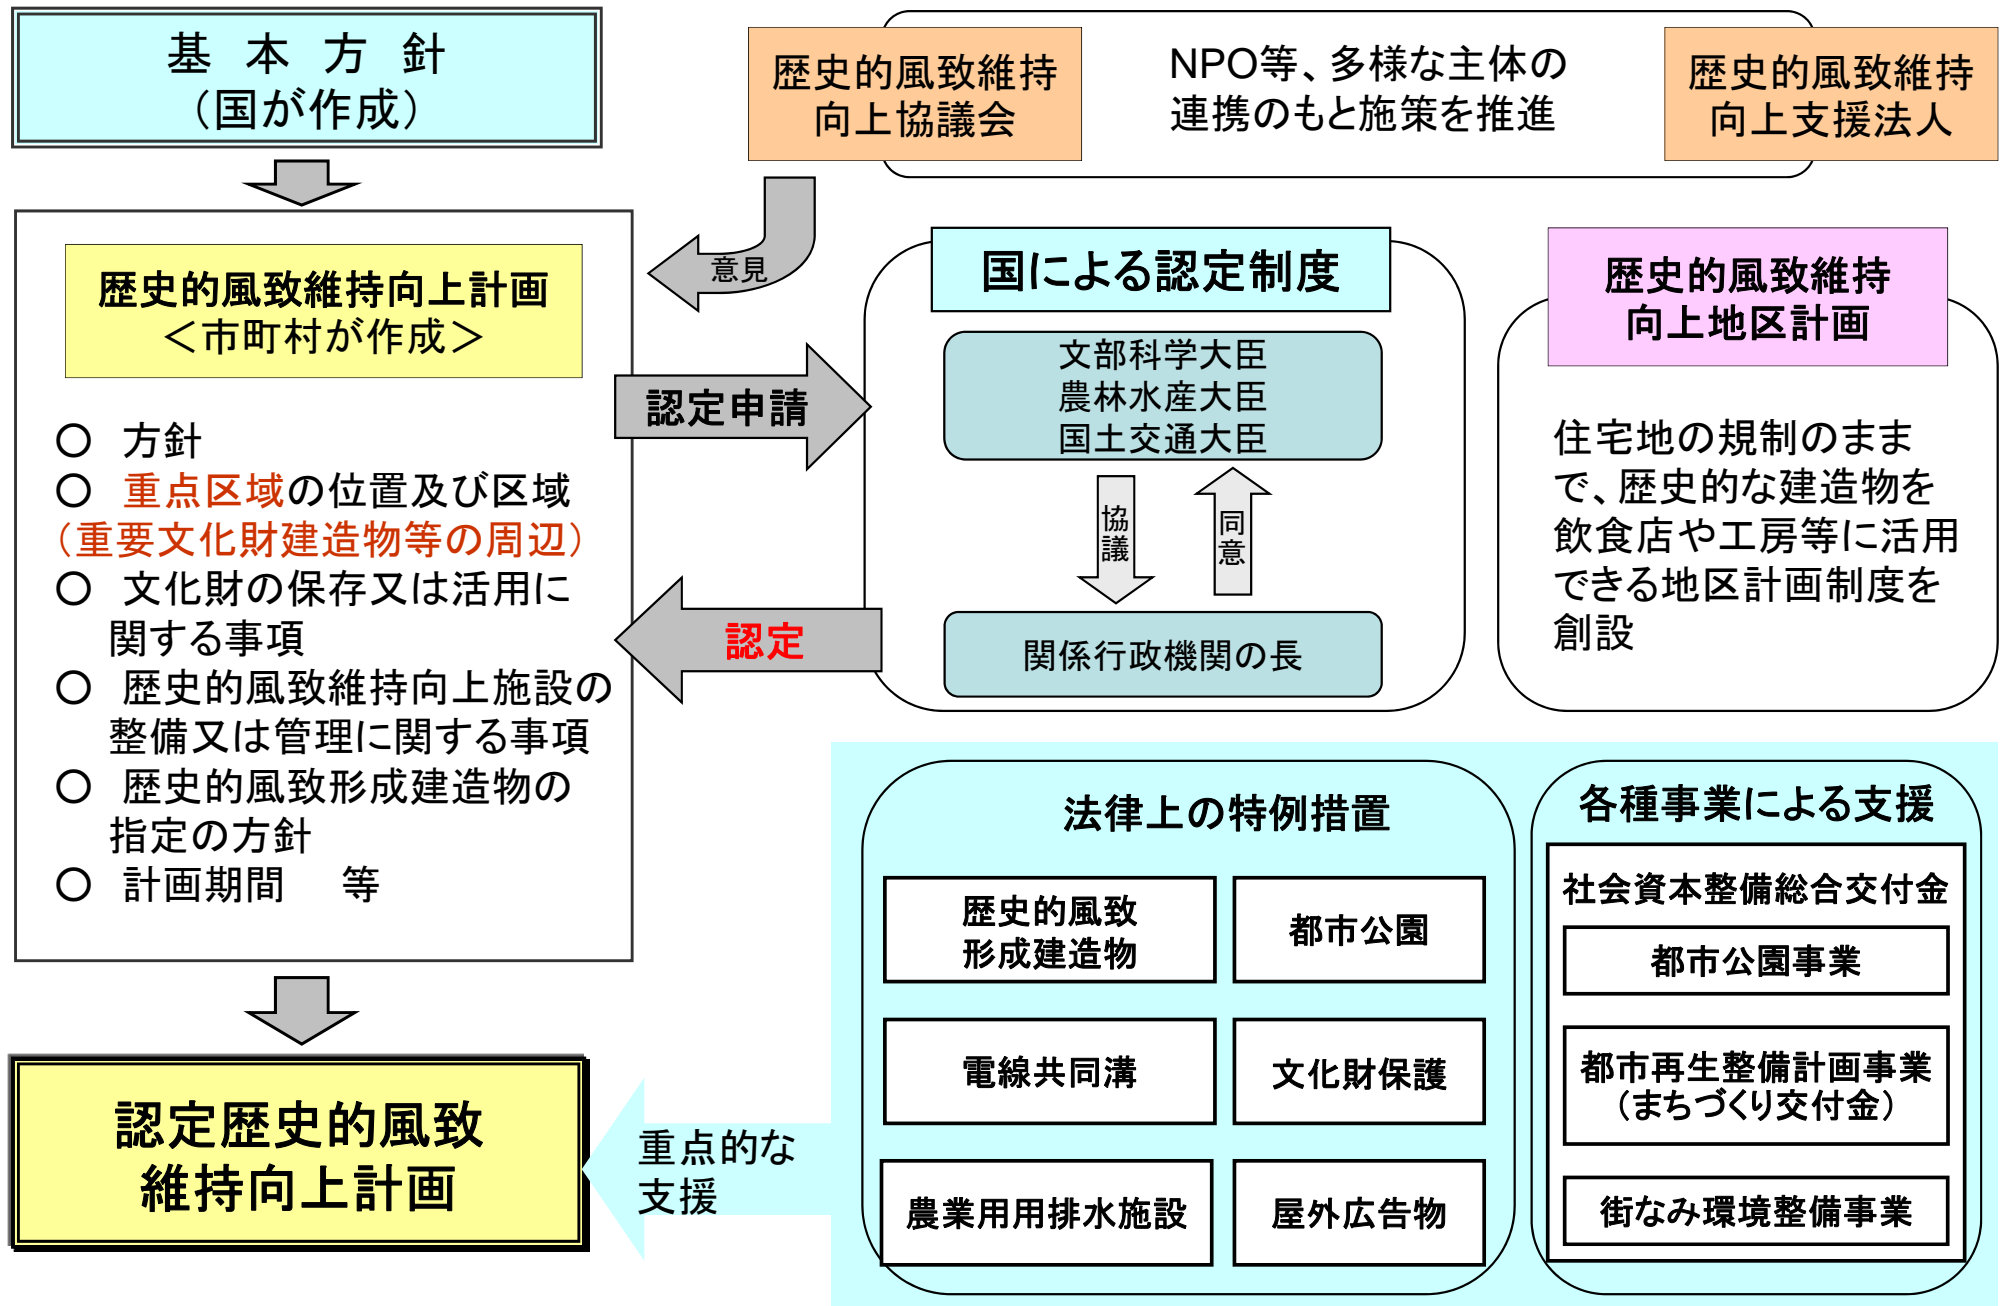 基 本 方 針
（国が作成）
歴史的風致維持
向上協議会
NPO等、多様な主体の
連携のもと施策を推進
歴史的風致維持
向上支援法人
意見
歴史的風致維持向上計画
＜市町村が作成＞
○ 方針
○ 重点区域の位置及び区域
（重要文化財建造物等の周辺）
○ 文化財の保存又は活用に
関する事項
○ 歴史的風致維持向上施設の
整備又は管理に関する事項
○ 歴史的風致形成建造物の
指定の方針
○ 計画期間 等
認定申請
認定
国による認定制度
文部科学大臣
農林水産大臣
国土交通大臣
協議
同意
関係行政機関の長
歴史的風致維持
向上地区計画
住宅地の規制のまま
で、歴史的な建造物を
飲食店や工房等に活用
できる地区計画制度を
創設
認定歴史的風致
維持向上計画
重点的な
支援
法律上の特例措置
歴史的風致
形成建造物
都市公園
電線共同溝
文化財保護
農業用用排水施設
屋外広告物
各種事業による支援
社会資本整備総合交付金
都市公園事業
都市再生整備計画事業
（まちづくり交付金）
街なみ環境整備事業